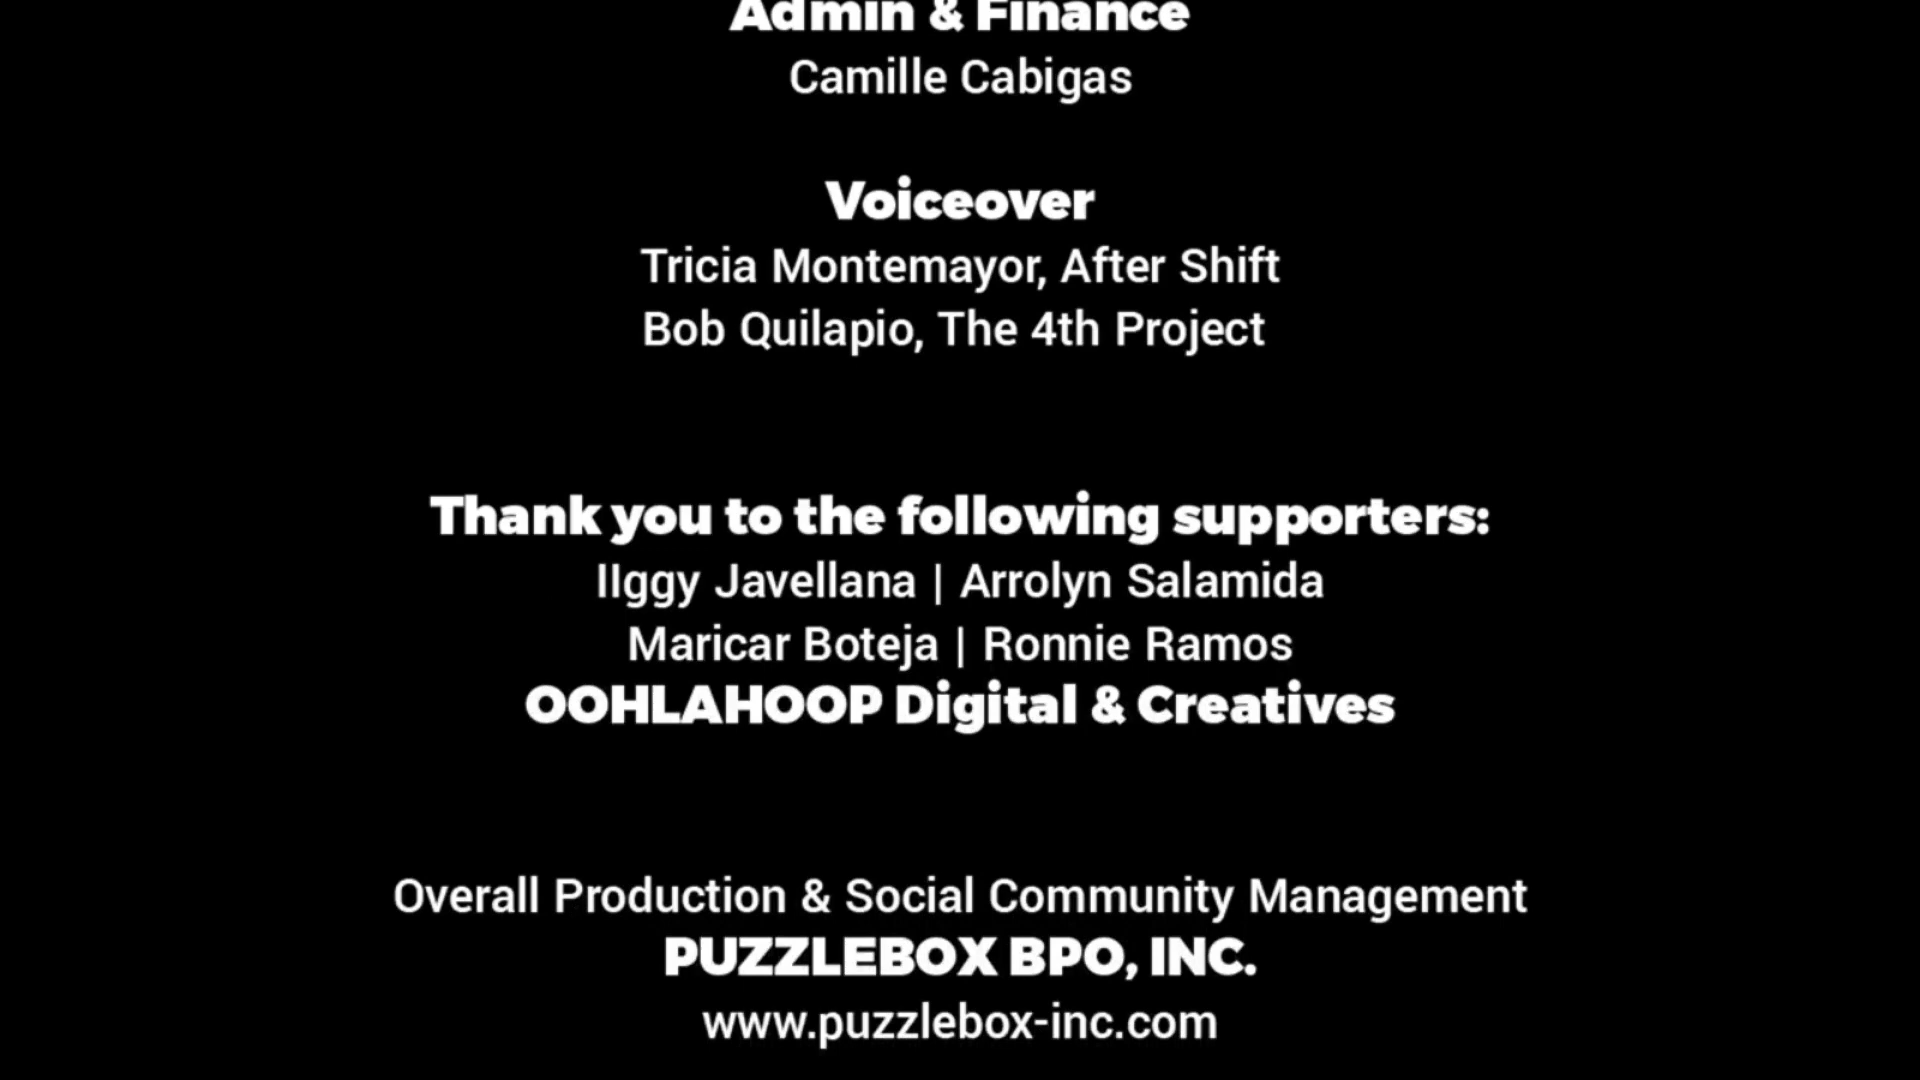 Admin & Finance
Camille Cabigas
Voiceover
Tricia Montemayor, After Shift
Bob Quilapio, The 4th Project
Thank you to the following supporters:
IIggy Javellana | Arrolyn Salamida
Maricar Boteja | Ronnie Ramos
OOHLAHOOP Digital & Creatives
Overall Production & Social Community Management
PUZZLEBOX BPO, INC.
www.puzzlebox-inc.com